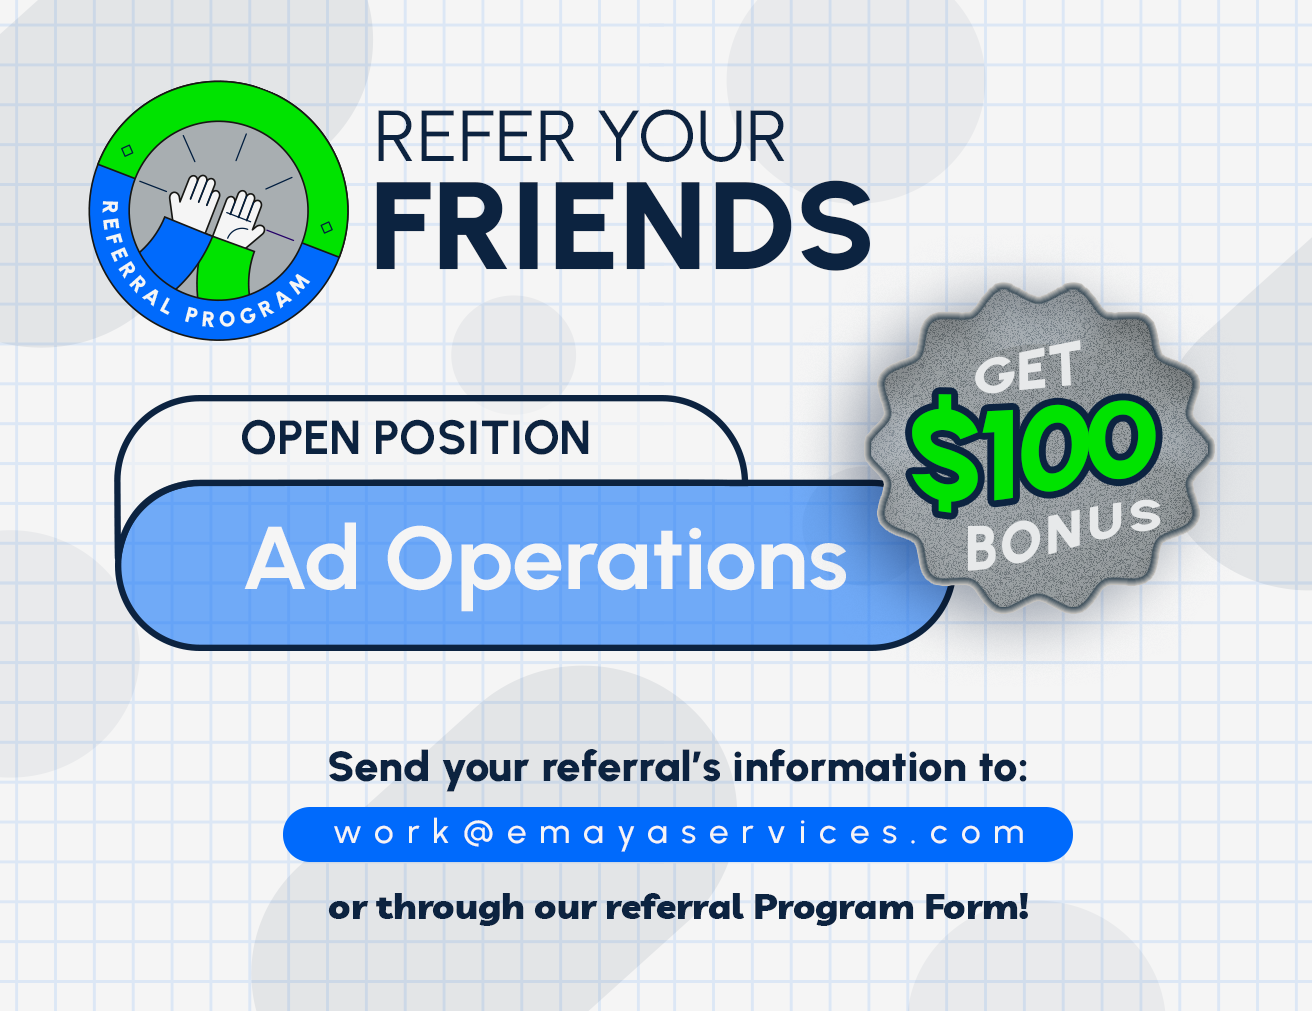 REFERRAL PROGRAM
REFER YOUR
FRIENDS
GET
$100
BONUS
OPEN POSITION
Ad Operations
Send your referral’s information to:
work@emayaservices.com
or through our referral Program Form!